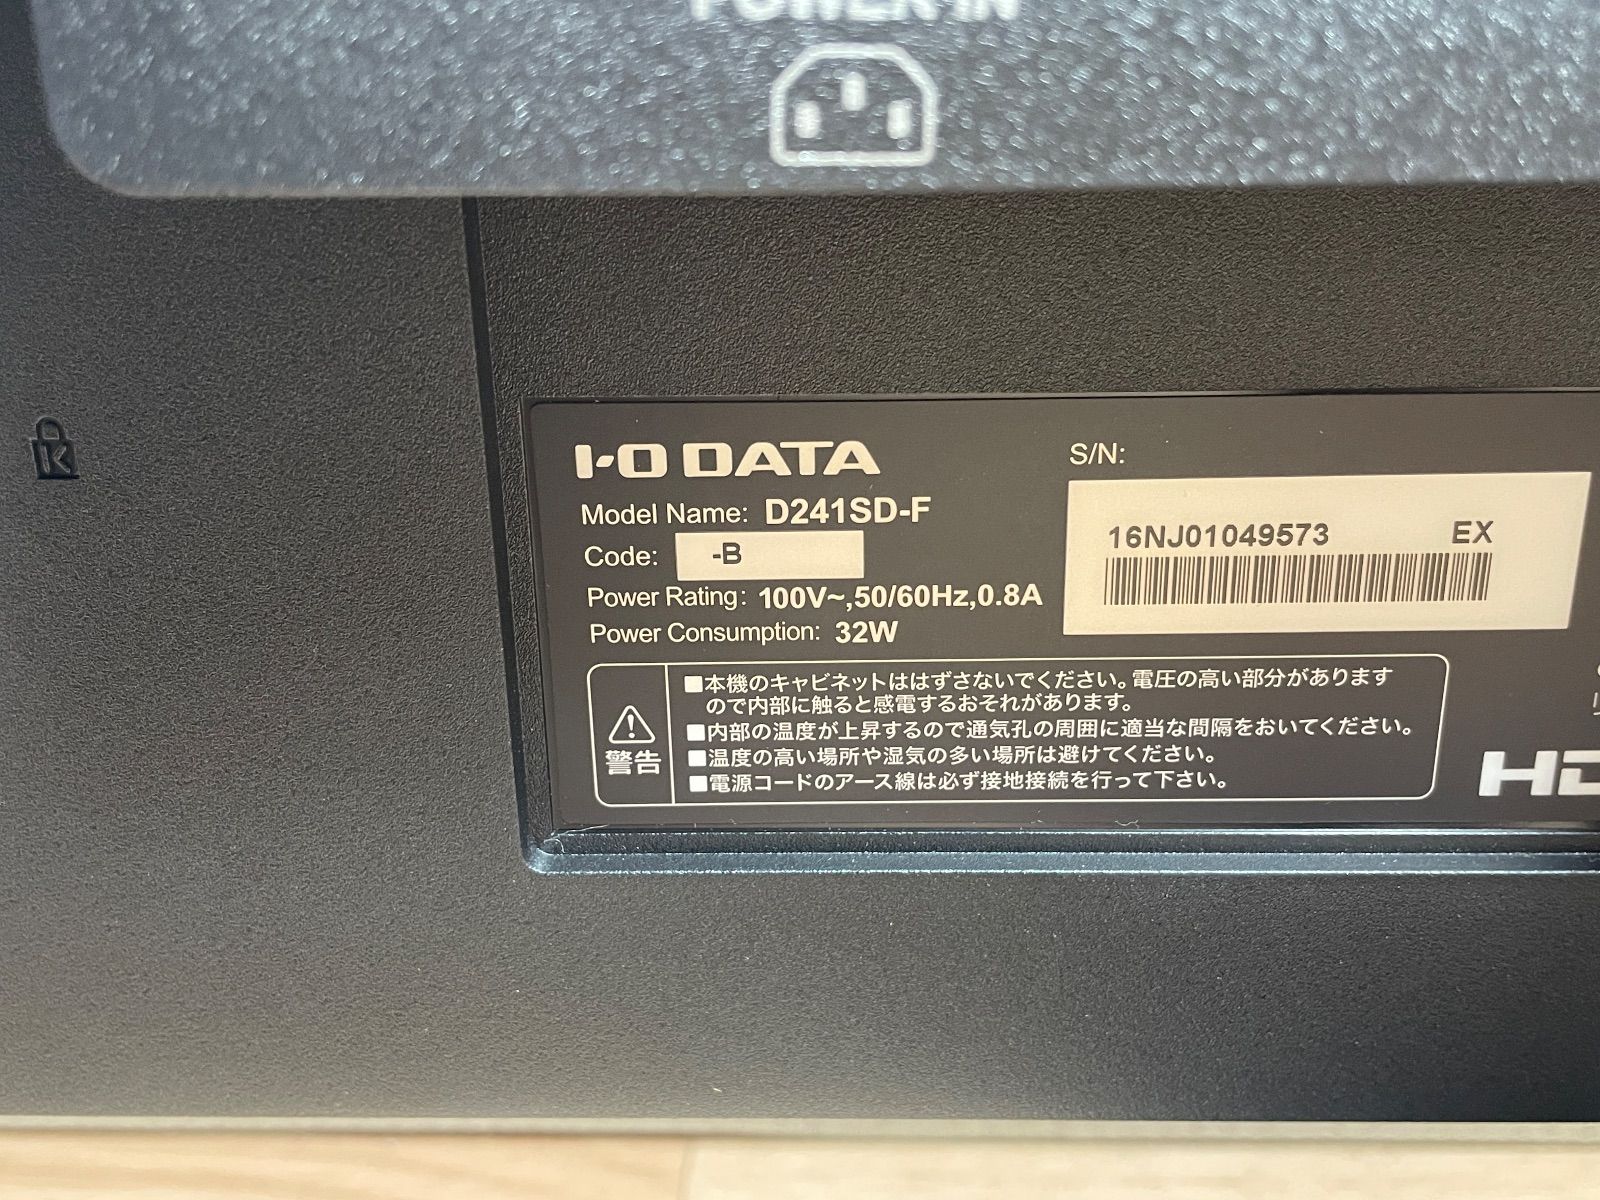 POWER IN
I-O DATA
Model Name: D241SD-F
Code: -B
Power Rating: 100V~,50/60Hz,0.8A
Power Consumption: 32W
S/N:
16NJ01049573 EX
警告
■本機のキャビネットははずさないでください。電圧の高い部分があります
ので内部に触ると感電するおそれがあります。
■内部の温度が上昇するので通気孔の周囲に適当な間隔をおいてください。
■温度の高い場所や湿気の多い場所は避けてください。
■電源コードのアース線は必ず接地接続を行って下さい。
K